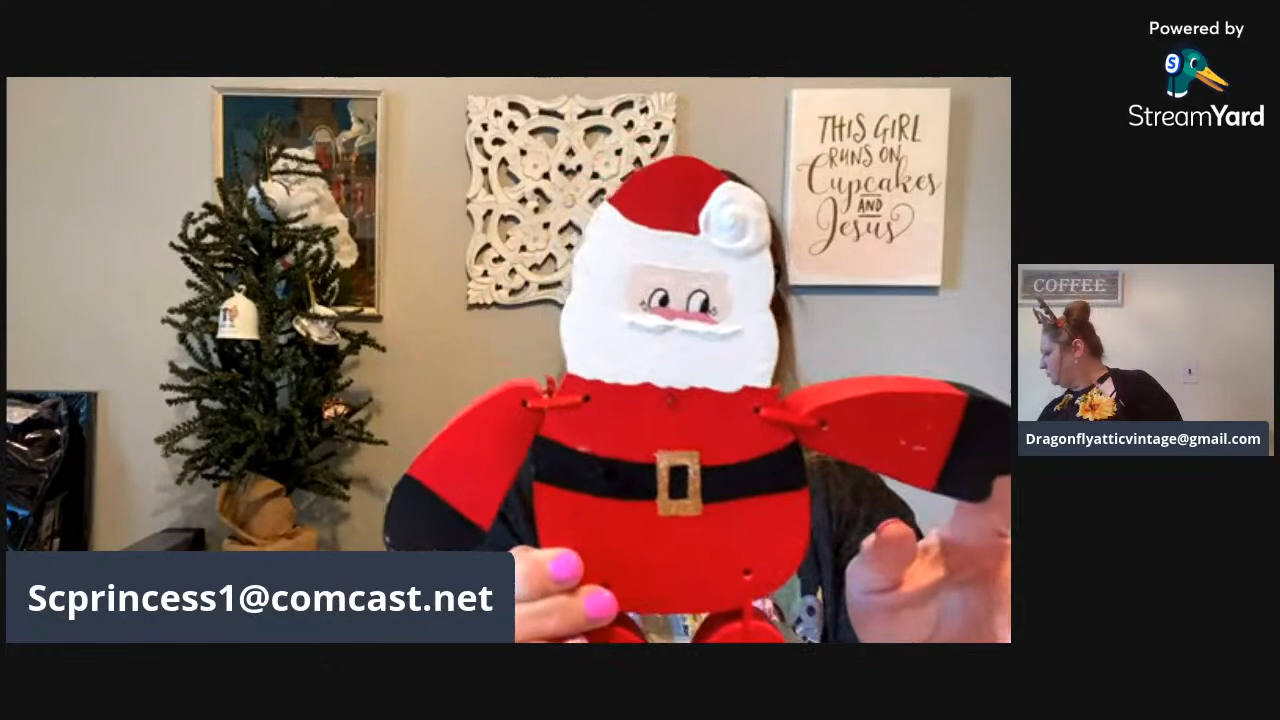 Powered by
StreamYard
THIS GIRL
RUNS ON
Cupcakes
AND
Jesus
COFFEE
Dragonflyatticvintage@gmail.com
Scprincess1@comcast.net